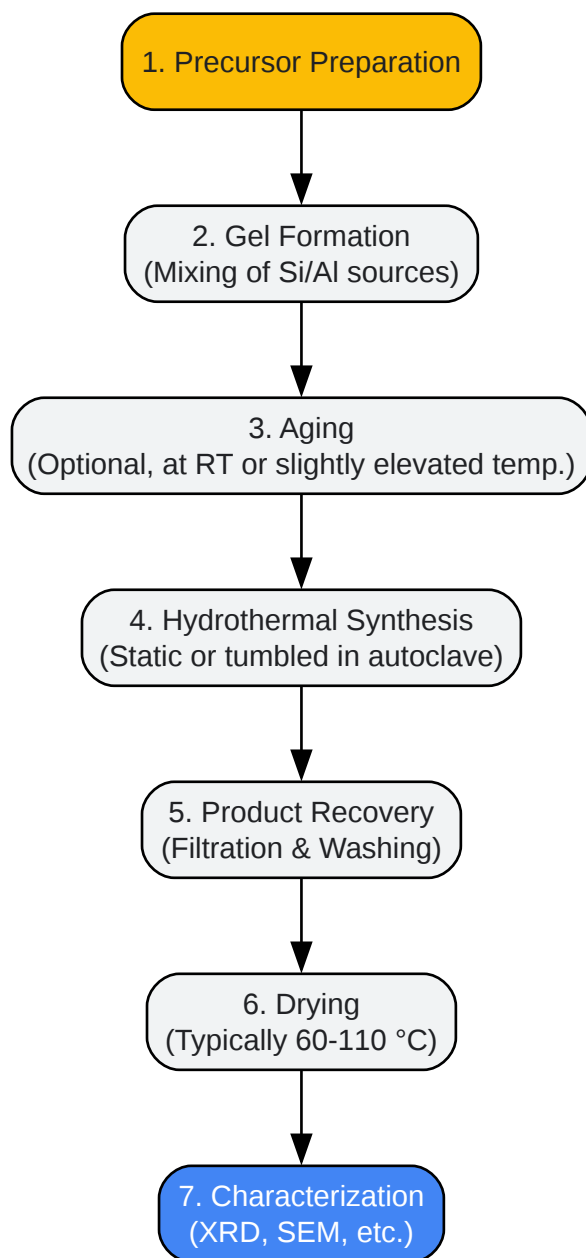 1. Precursor Preparation
2. Gel Formation
(Mixing of Si/Al sources)
3. Aging
(Optional, at RT or slightly elevated temp.)
4. Hydrothermal Synthesis
(Static or tumbled in autoclave)
5. Product Recovery
(Filtration & Washing)
6. Drying
(Typically 60-110 °C)
7. Characterization
(XRD, SEM, etc.)